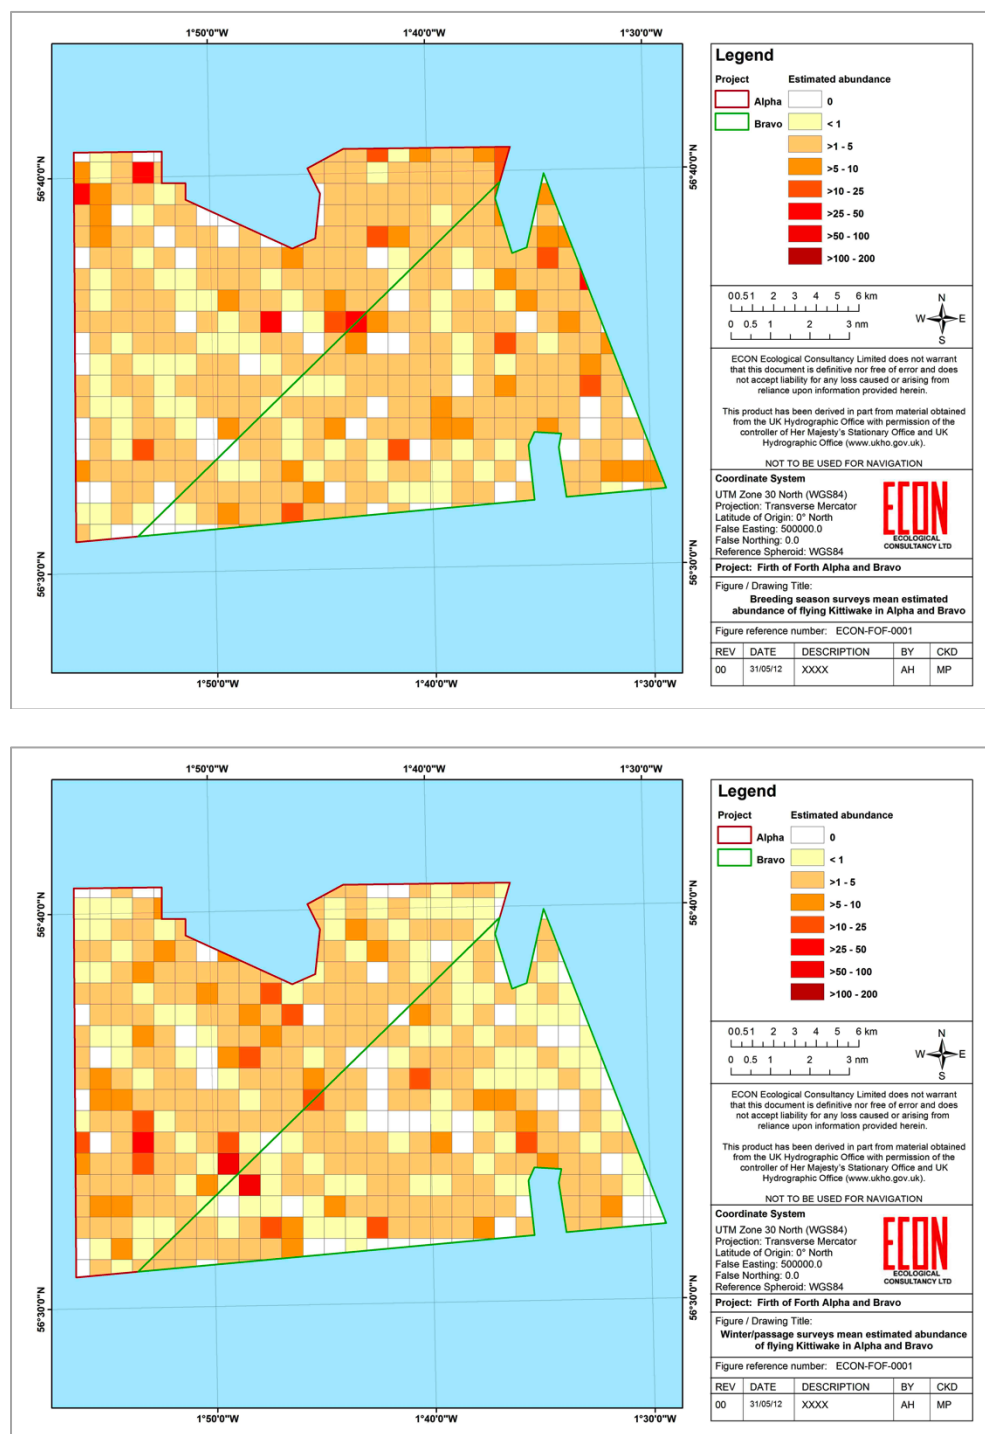 1°50'0"W 1°40'0"W 1°30'0"W
56°40'0"N
56°40'0"N
56°30'0"N
56°30'0"N
1°50'0"W 1°40'0"W 1°30'0"W
Legend
Project Estimated abundance
Alpha 0
Bravo < 1
>1 - 5
>5 - 10
>10 - 25
>25 - 50
>50 - 100
>100 - 200
0 0.5 1 2 3 4 5 6 km
0 0.5 1 2 3 nm
N
W E
S
ECON Ecological Consultancy Limited does not warrant
that this document is definitive nor free of error and does
not accept liability for any loss caused or arising from
reliance upon information provided herein.
This product has been derived in part from material obtained
from the UK Hydrographic Office with permission of the
controller of Her Majesty's Stationary Office and UK
Hydrographic Office (www.ukho.gov.uk).
NOT TO BE USED FOR NAVIGATION
Coordinate System
UTM Zone 30 North (WGS84)
Projection: Transverse Mercator
Latitude of Origin: 0° North
False Easting: 500000.0
False Northing: 0.0
Reference Spheroid: WGS84
ECON
ECOLOGICAL
CONSULTANCY LTD
Project: Firth of Forth Alpha and Bravo
Figure / Drawing Title:
Breeding season surveys mean estimated
abundance of flying Kittiwake in Alpha and Bravo
Figure reference number: ECON-FOF-0001
REV DATE DESCRIPTION BY CKD
00 31/05/12 XXXX AH MP
1°50'0"W 1°40'0"W 1°30'0"W
56°40'0"N
56°40'0"N
56°30'0"N
56°30'0"N
1°50'0"W 1°40'0"W 1°30'0"W
Legend
Project Estimated abundance
Alpha 0
Bravo < 1
>1 - 5
>5 - 10
>10 - 25
>25 - 50
>50 - 100
>100 - 200
0 0.5 1 2 3 4 5 6 km
0 0.5 1 2 3 nm
N
W E
S
ECON Ecological Consultancy Limited does not warrant
that this document is definitive nor free of error and does
not accept liability for any loss caused or arising from
reliance upon information provided herein.
This product has been derived in part from material obtained
from the UK Hydrographic Office with permission of the
controller of Her Majesty's Stationary Office and UK
Hydrographic Office (www.ukho.gov.uk).
NOT TO BE USED FOR NAVIGATION
Coordinate System
UTM Zone 30 North (WGS84)
Projection: Transverse Mercator
Latitude of Origin: 0° North
False Easting: 500000.0
False Northing: 0.0
Reference Spheroid: WGS84
ECON
ECOLOGICAL
CONSULTANCY LTD
Project: Firth of Forth Alpha and Bravo
Figure / Drawing Title:
Winter/passage surveys mean estimated abundance
of flying Kittiwake in Alpha and Bravo
Figure reference number: ECON-FOF-0001
REV DATE DESCRIPTION BY CKD
00 31/05/12 XXXX AH MP